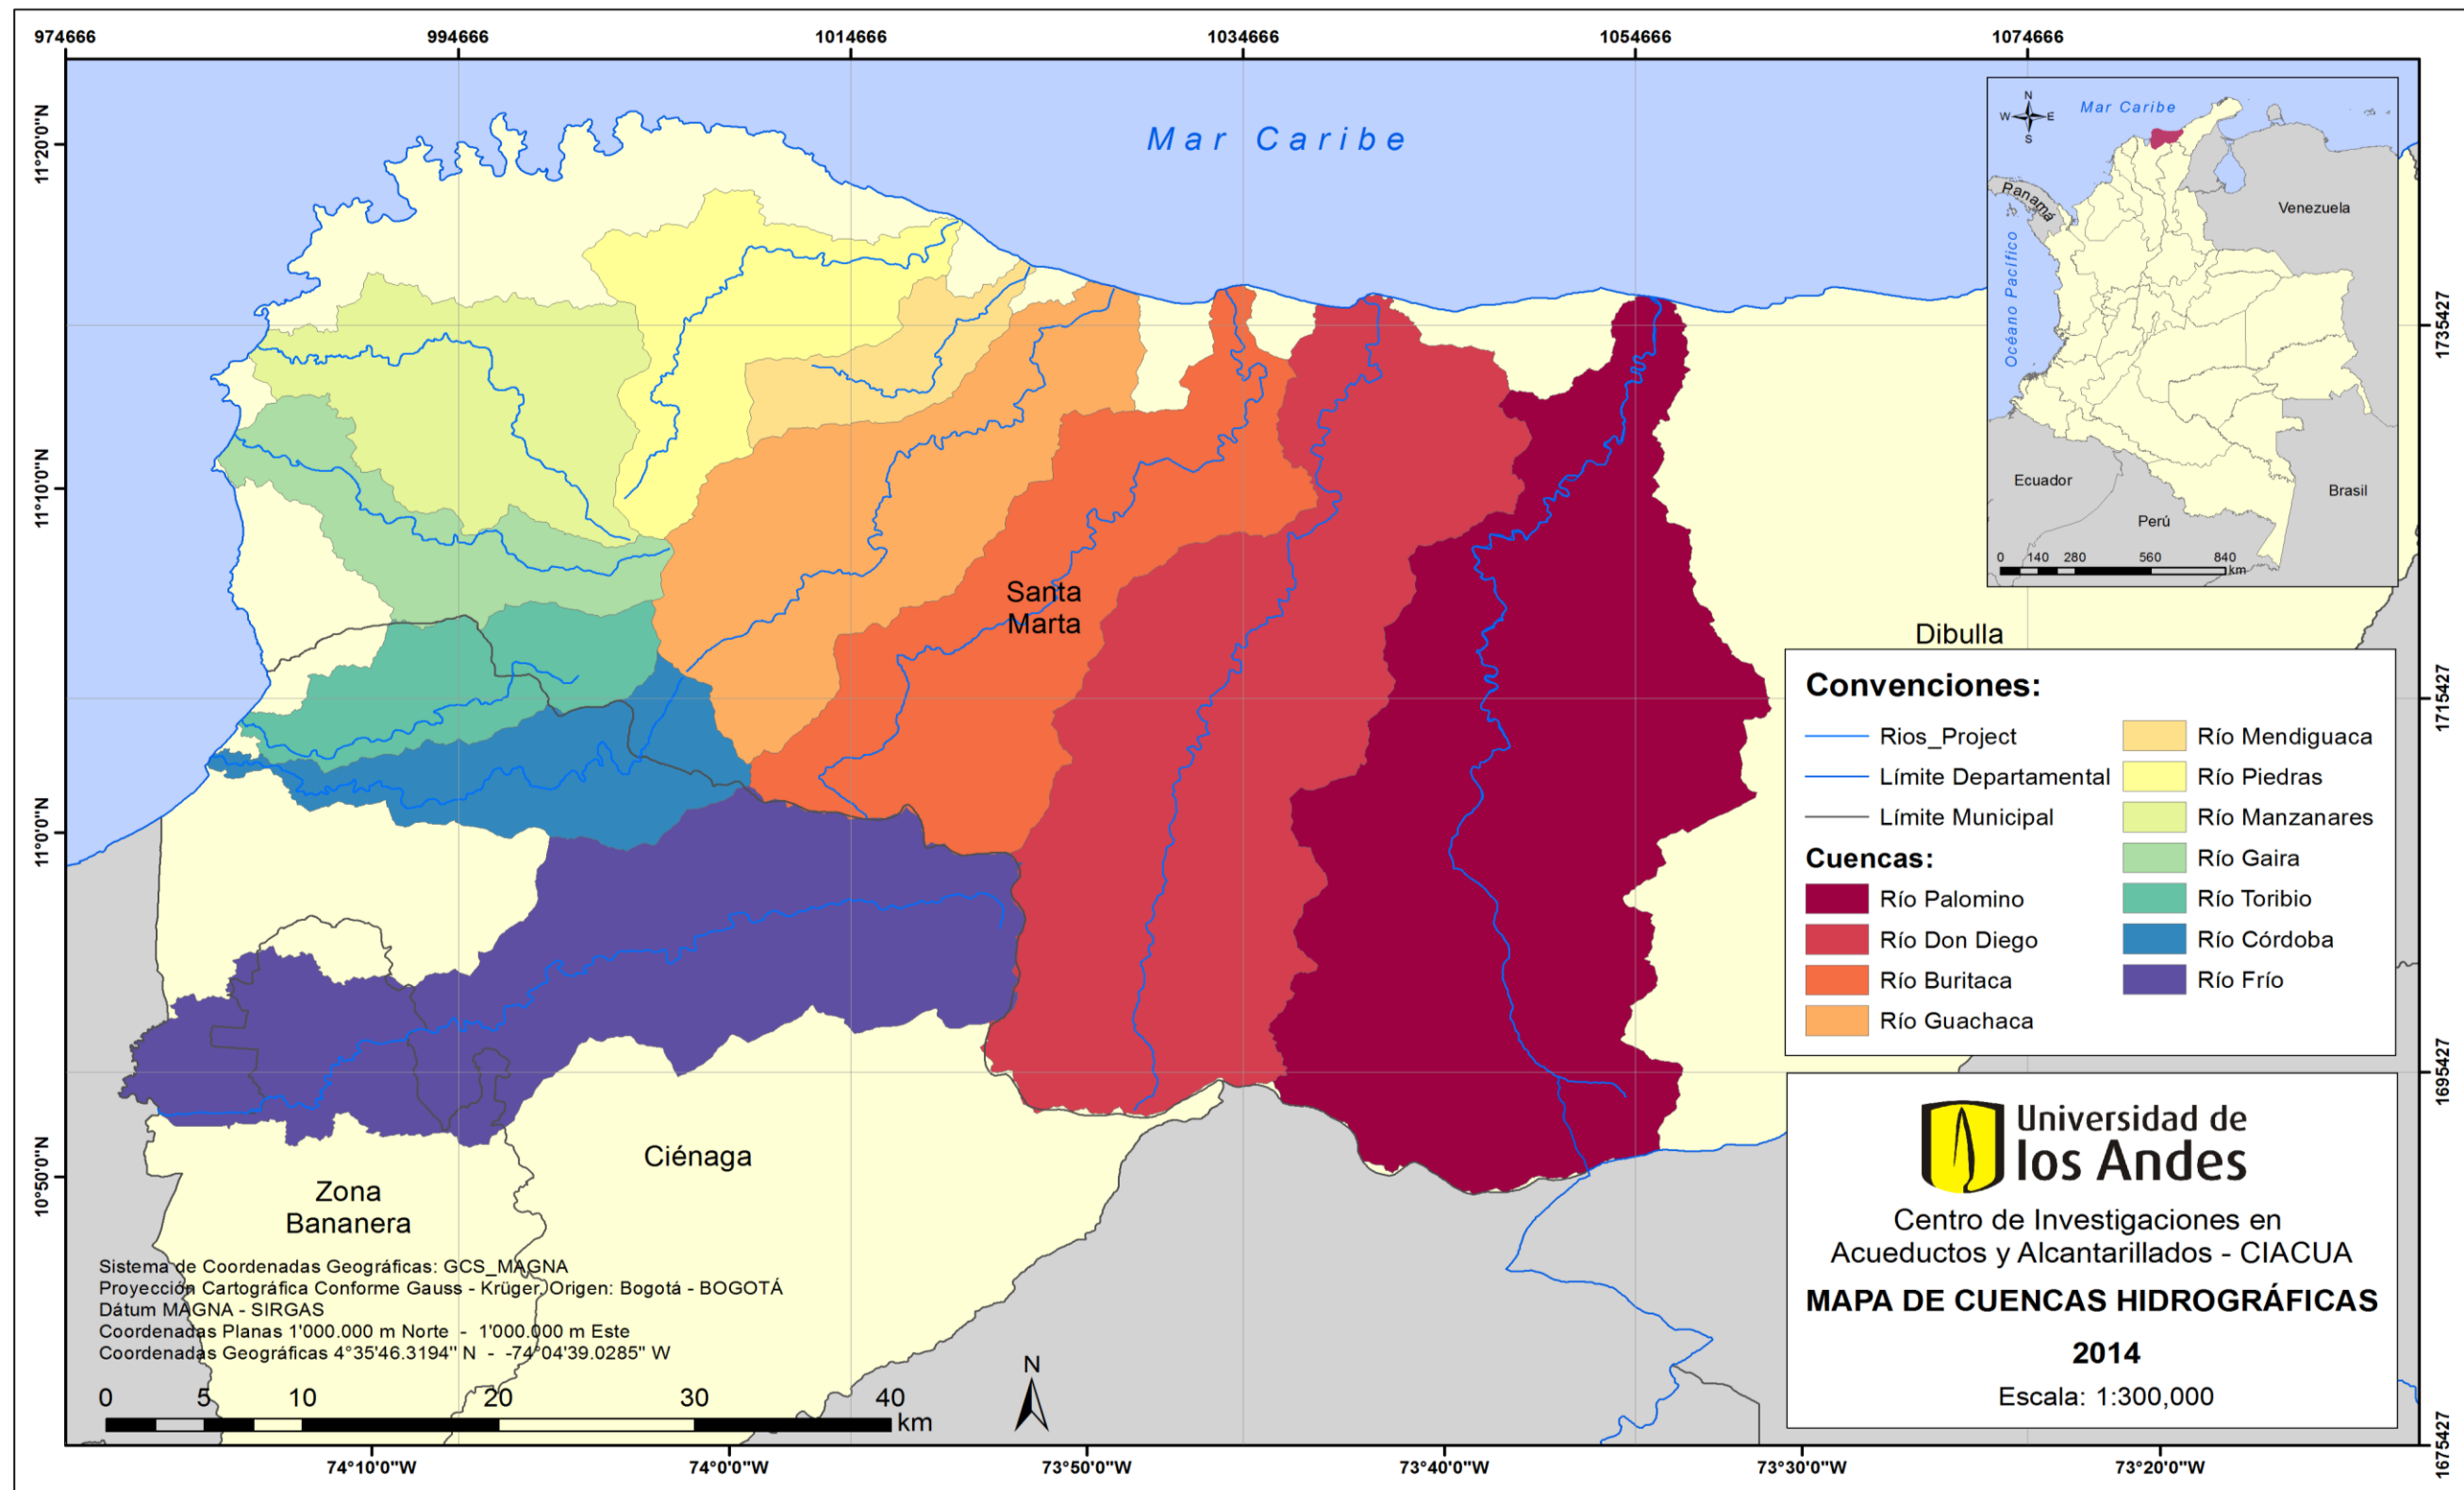 974666
994666
1014666
1034666
1054666
1074666
11°20'0"N
11°10'0"N
11°0'0"N
10°50'0"N
1735427
1715427
1695427
1675427
74°10'0"W
74°0'0"W
73°50'0"W
73°40'0"W
73°30'0"W
73°20'0"W
Mar Caribe
Santa
Marta
Dibulla
Ciénaga
Zona
Bananera
N
W E
S
Mar Caribe
Panamá
Venezuela
Océano Pacífico
Ecuador
Brasil
Perú
0 140 280 560 840
km
Convenciones:
Rios_Project
Límite Departamental
Límite Municipal
Cuencas:
Río Palomino
Río Don Diego
Río Buritaca
Río Guachaca
Río Mendiguaca
Río Piedras
Río Manzanares
Río Gaira
Río Toribio
Río Córdoba
Río Frío
Universidad de
los Andes
Centro de Investigaciones en
Acueductos y Alcantarillados - CIACUA
MAPA DE CUENCAS HIDROGRÁFICAS
2014
Escala: 1:300,000
Sistema de Coordenadas Geográficas: GCS_MAGNA
Proyección Cartográfica Conforme Gauss - Krüger, Origen: Bogotá - BOGOTÁ
Dátum MAGNA - SIRGAS
Coordenadas Planas 1'000.000 m Norte - 1'000.000 m Este
Coordenadas Geográficas 4°35'46.3194" N - -74°04'39.0285" W
0 5 10 20 30 40
km
N